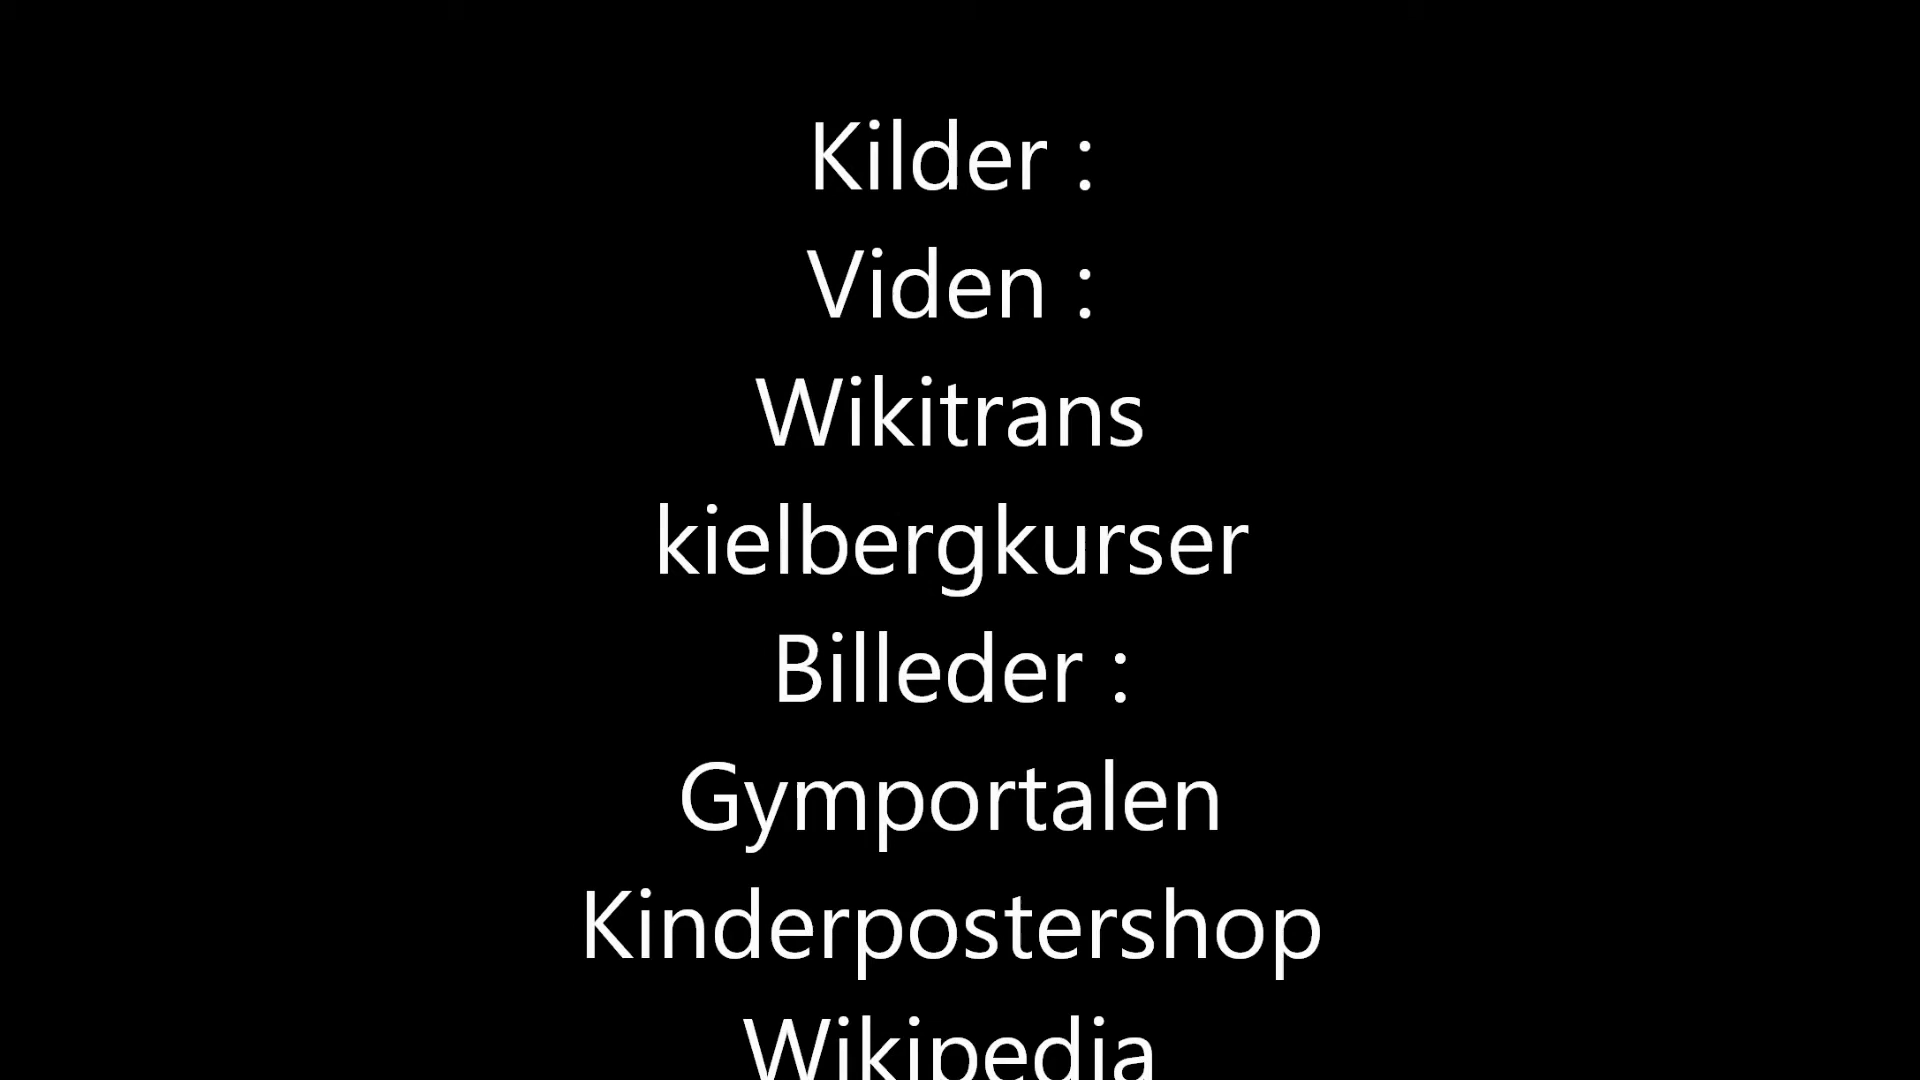 Kilder :
Viden :
Wikitrans
kielbergkurser
Billeder :
Gymportalen
Kinderpostershop
Wikipedia